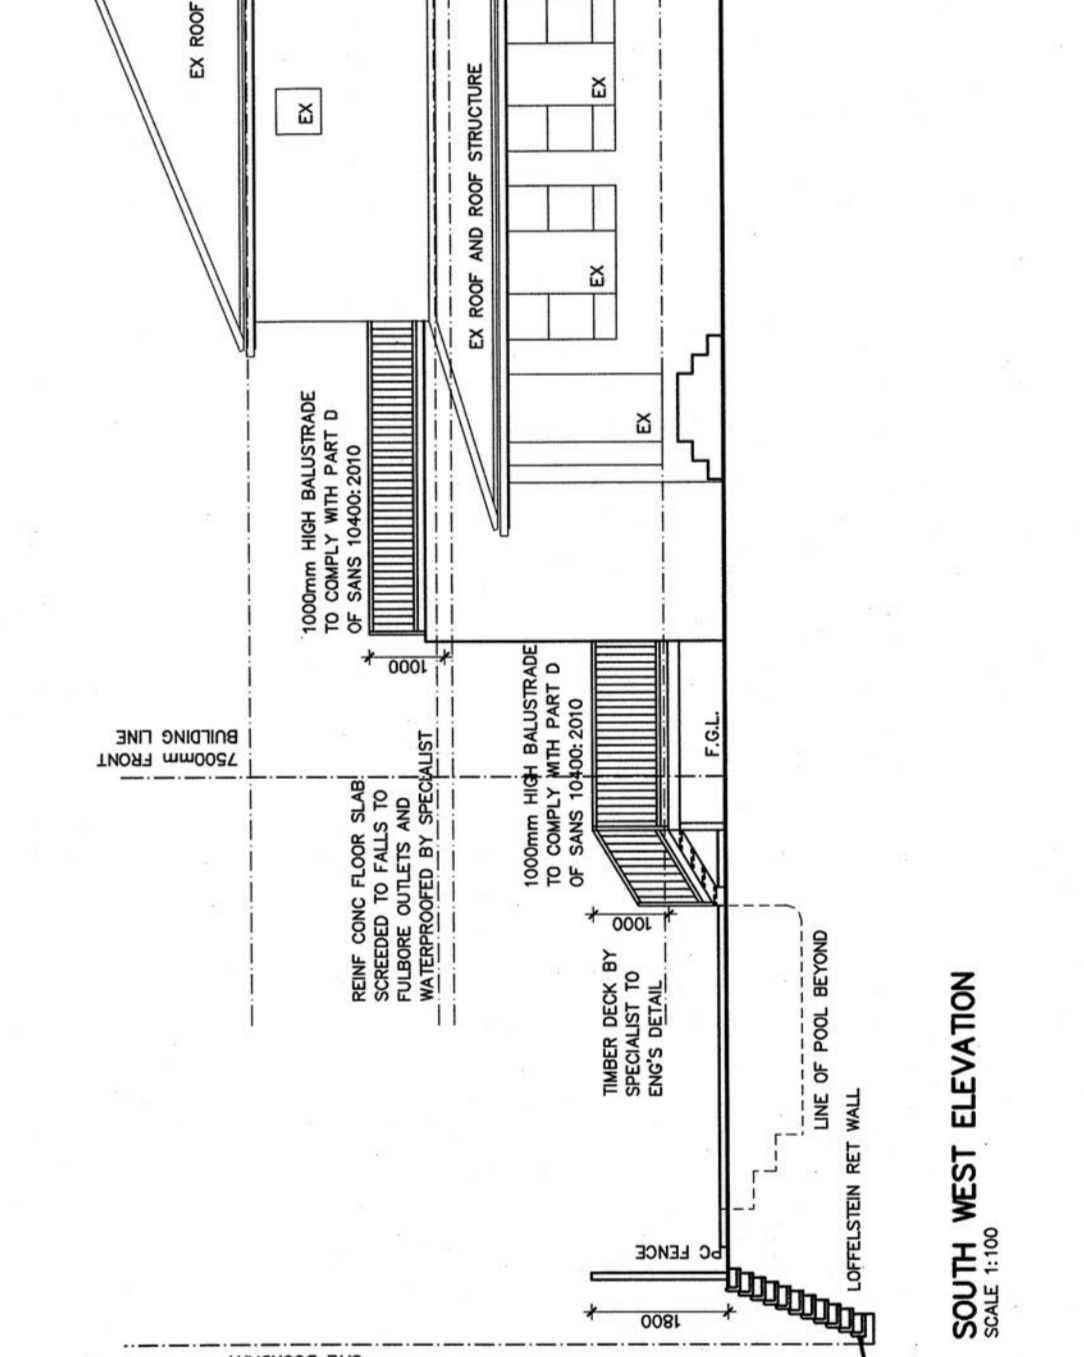 EX ROOF
EX
EX ROOF AND ROOF STRUCTURE
EX
EX
EX
1000mm HIGH BALUSTRADE
TO COMPLY WITH PART D
OF SANS 10400:2010
1000
7500mm FRONT
BUILDING LINE
REINF CONC FLOOR SLAB
SCREEDED TO FALLS TO
FULBORE OUTLETS AND
WATERPROOFED BY SPECIALIST
1000mm HIGH BALUSTRADE
TO COMPLY WITH PART D
OF SANS 10400:2010
F.G.L.
1000
TIMBER DECK BY
SPECIALIST TO
ENG'S DETAIL
LINE OF POOL BEYOND
LOFFELSTEIN RET WALL
PC FENCE
1800
SOUTH WEST ELEVATION
SCALE 1:100